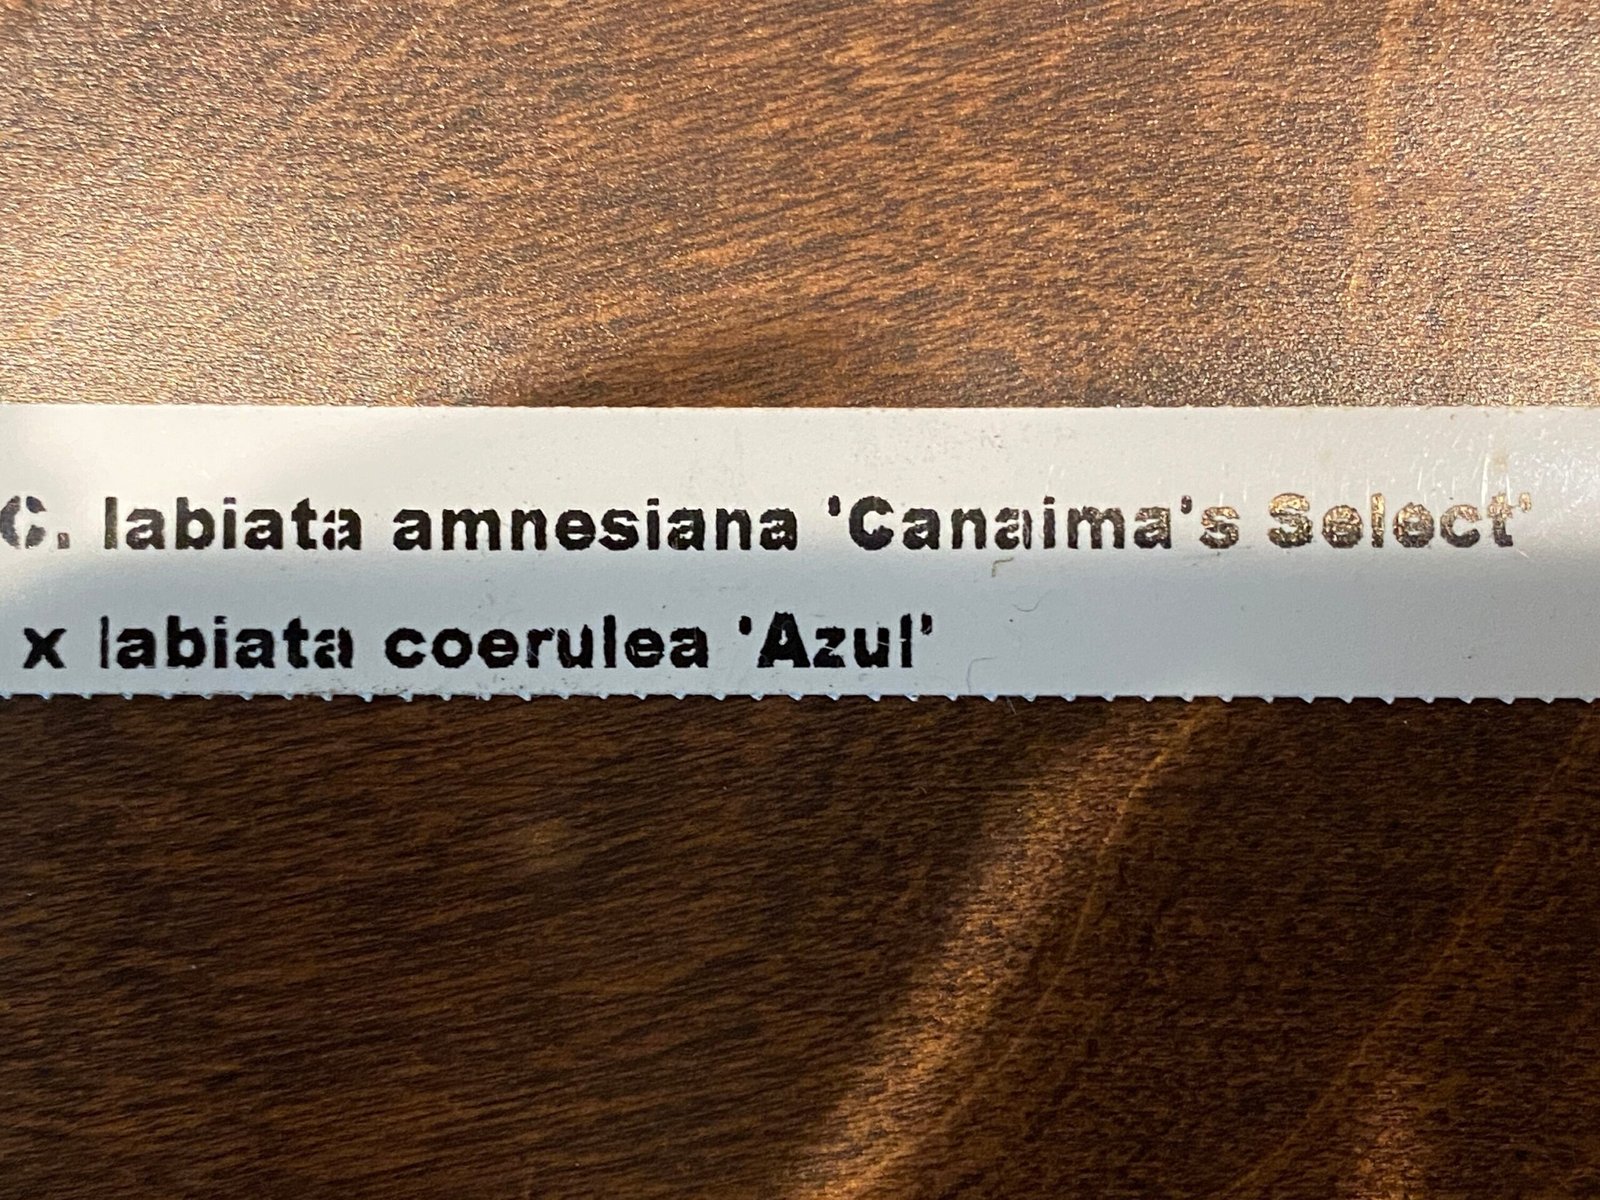 C. labiata amnesiana 'Canaima's Select'
x labiata coerulea 'Azul'